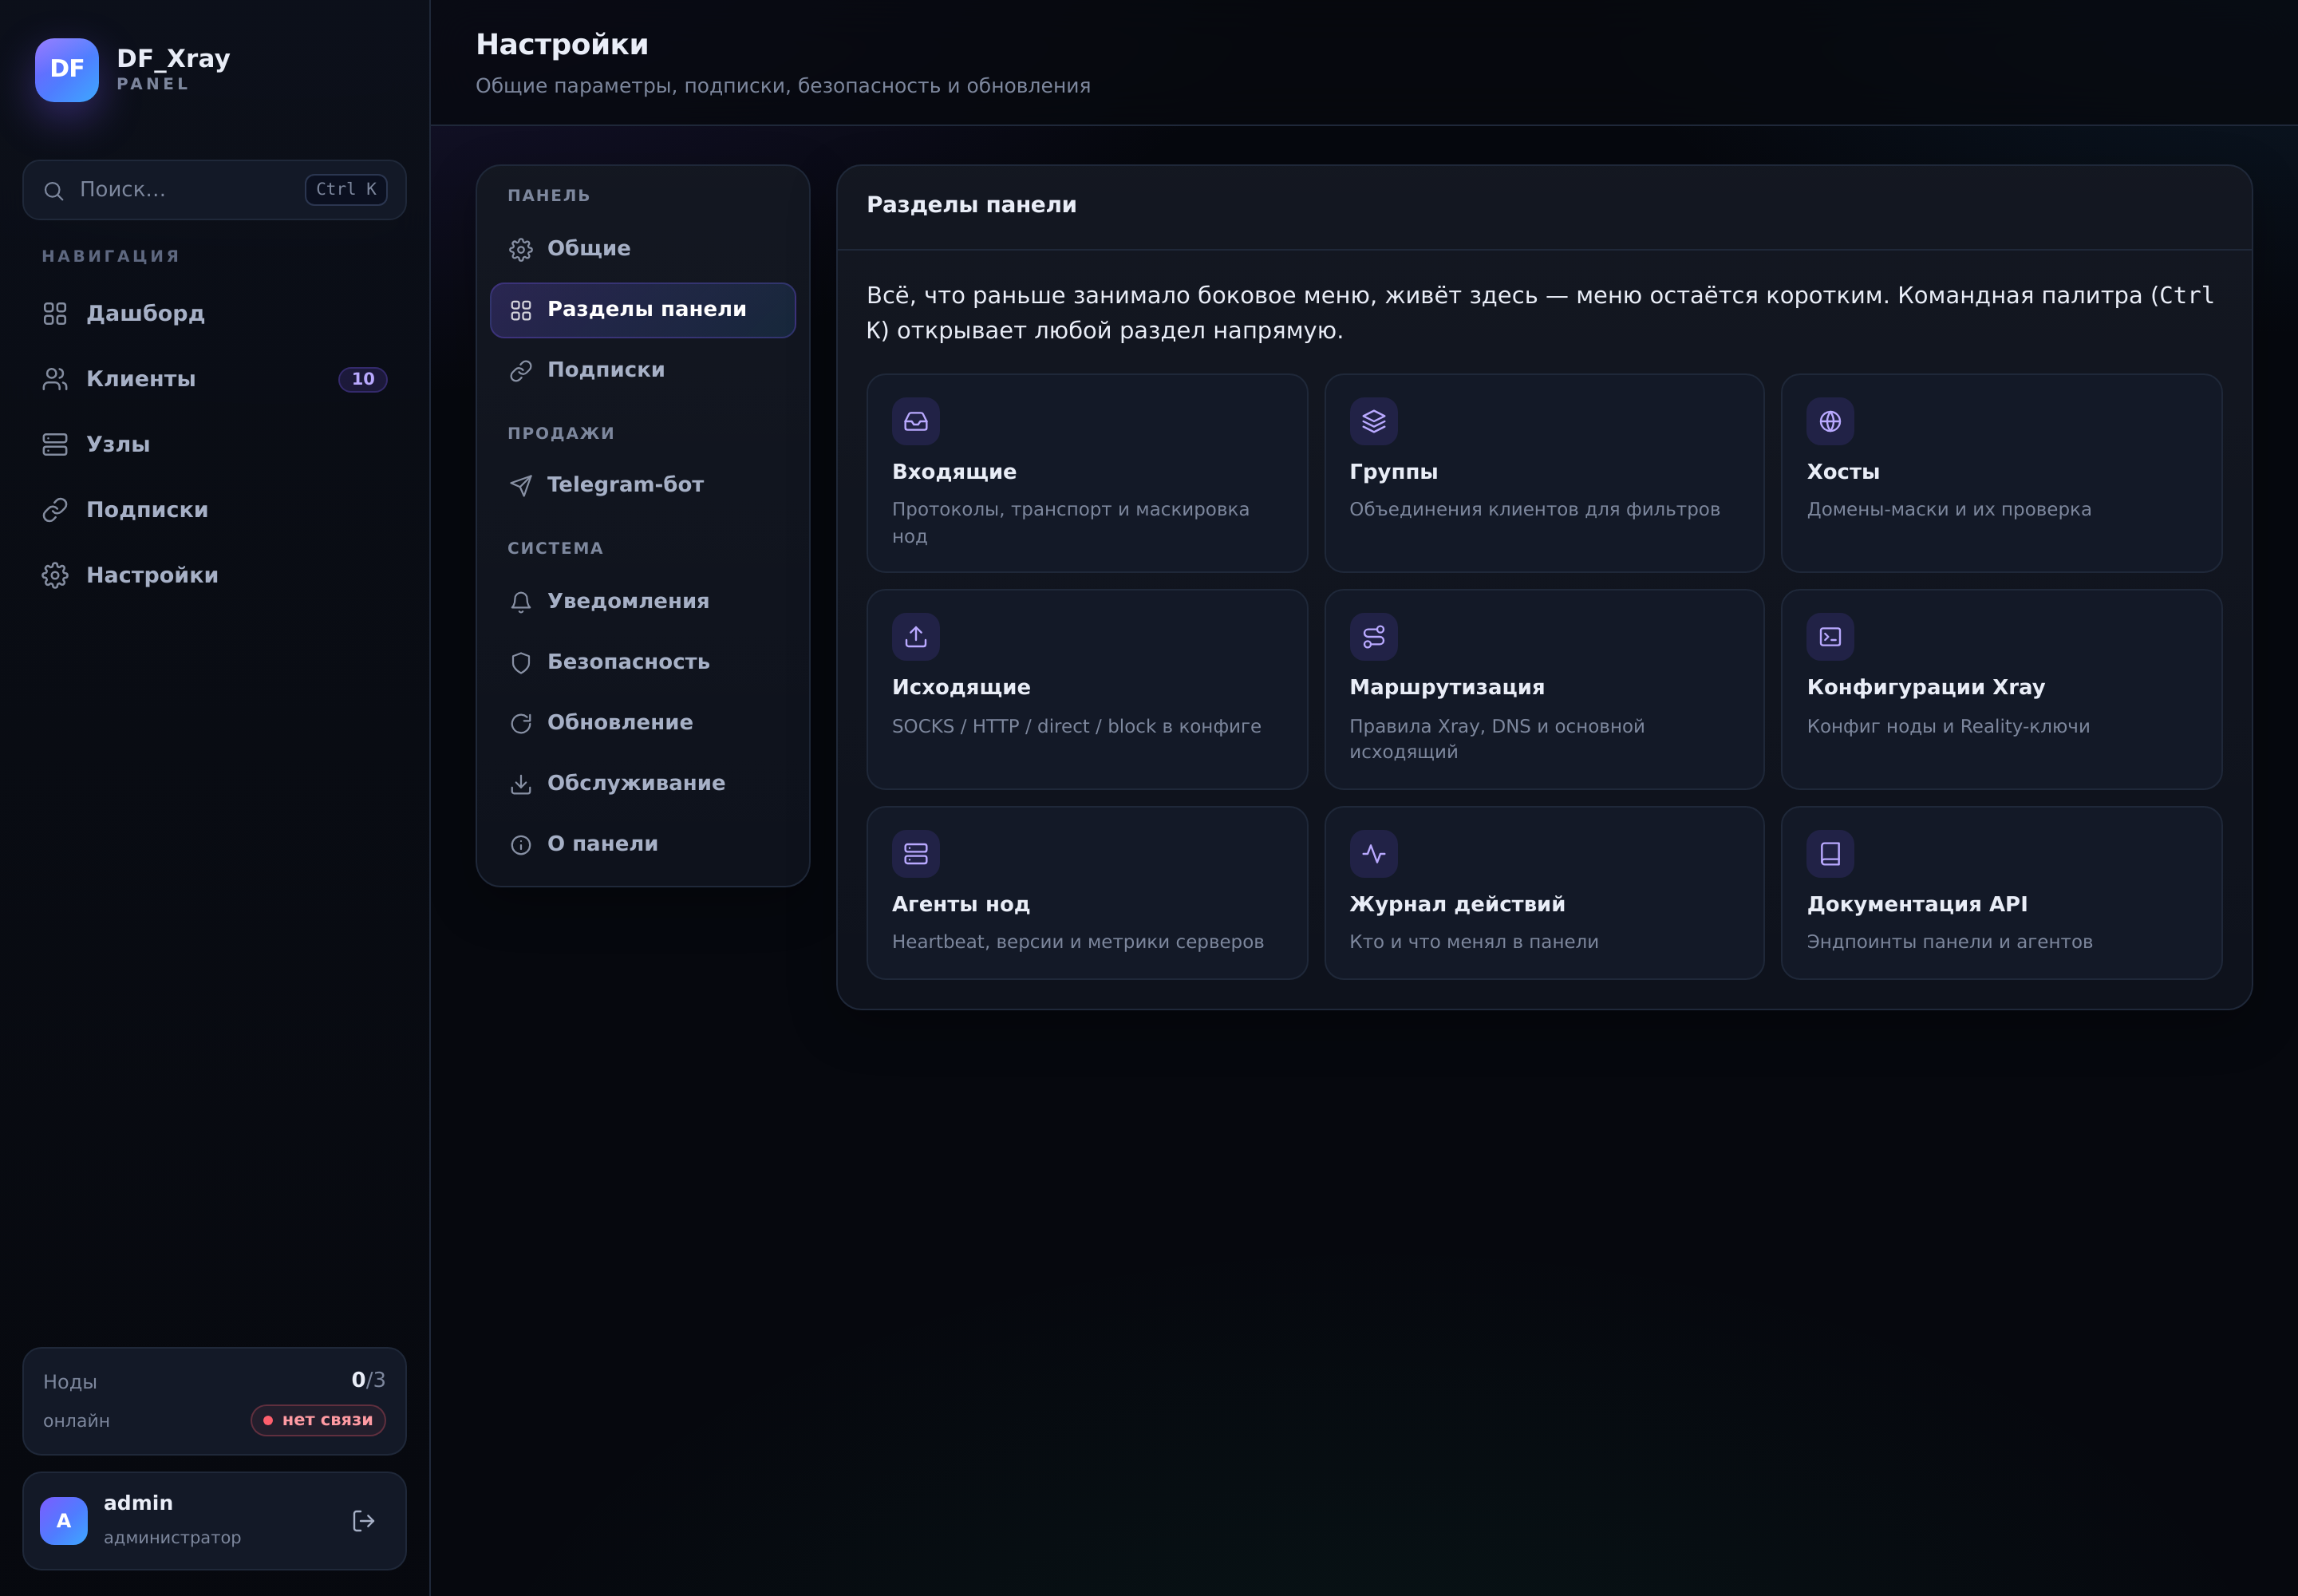 DF
DF_Xray
PANEL
Поиск…
Ctrl K
НАВИГАЦИЯ
Дашборд
Клиенты
10
Узлы
Подписки
Настройки
Ноды
0/3
онлайн
нет связи
A
admin
администратор
Настройки
Общие параметры, подписки, безопасность и обновления
ПАНЕЛЬ
Общие
Разделы панели
Подписки
ПРОДАЖИ
Telegram-бот
СИСТЕМА
Уведомления
Безопасность
Обновление
Обслуживание
О панели
Разделы панели
Всё, что раньше занимало боковое меню, живёт здесь — меню остаётся коротким. Командная палитра (Ctrl
K) открывает любой раздел напрямую.
Входящие
Протоколы, транспорт и маскировка
нод
Группы
Объединения клиентов для фильтров
Хосты
Домены-маски и их проверка
Исходящие
SOCKS / HTTP / direct / block в конфиге
Маршрутизация
Правила Xray, DNS и основной
исходящий
Конфигурации Xray
Конфиг ноды и Reality-ключи
Агенты нод
Heartbeat, версии и метрики серверов
Журнал действий
Кто и что менял в панели
Документация API
Эндпоинты панели и агентов